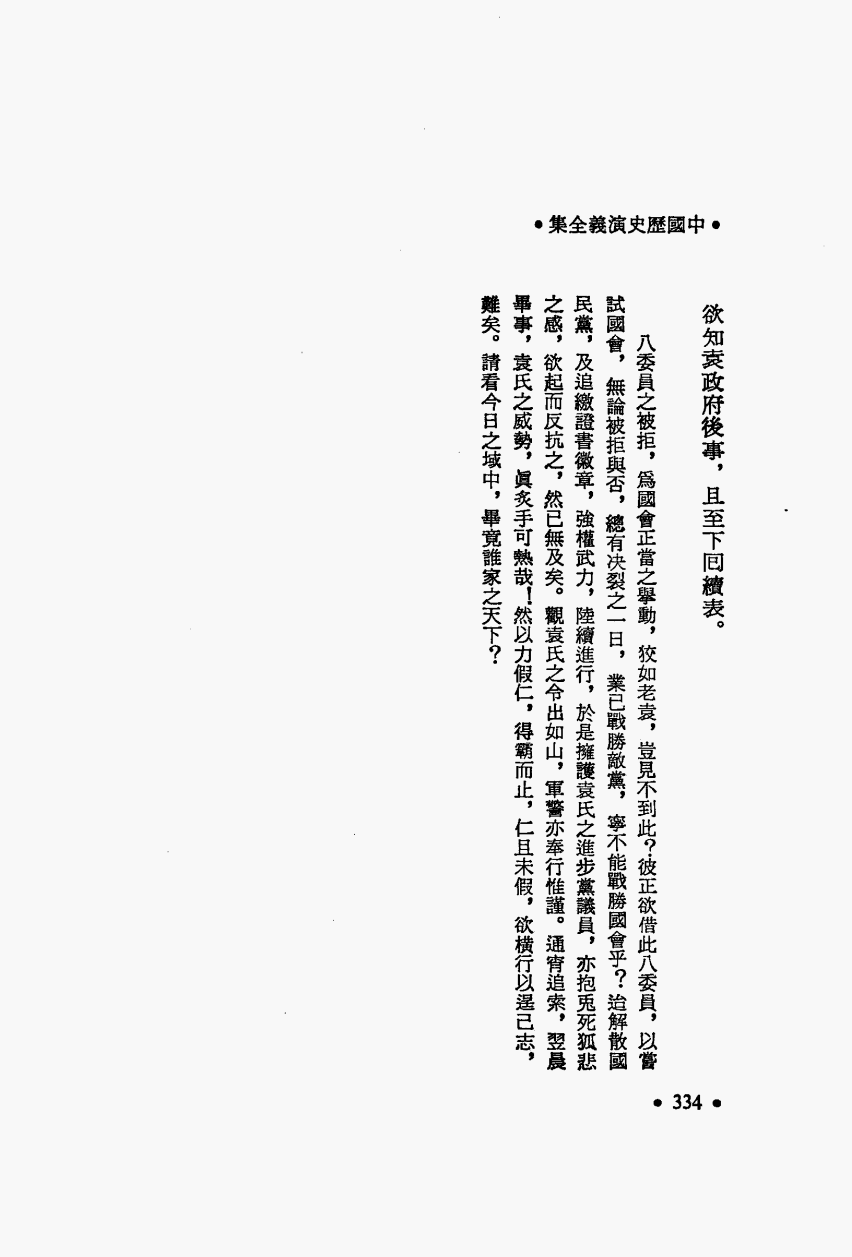 •中國歷史演義全集•
欲知袁政府後事，且至下回續表。
八委員之被拒，爲國會正當之舉動，狡如老袁，豈見不到此？彼正欲借此八委員，以嘗
試國會，無論被拒與否，總有决裂之一日，業已戰勝敵黨，寧不能戰勝國會乎？迨解散國
民黨，及追繳證書徽章，強權武力，陸續進行，於是擁護袁氏之進步黨議員，亦抱兎死狐悲
之感，欲起而反抗之，然已無及矣。觀袁氏之令出如山，軍警亦奉行惟謹。通宵追索，翌晨
畢事，袁氏之威勢，眞炙手可熱哉！然以力假仁，得霸而止，仁且未假，欲橫行以逞己志，
難矣。請看今日之域中，畢竟誰家之天下？
•334•